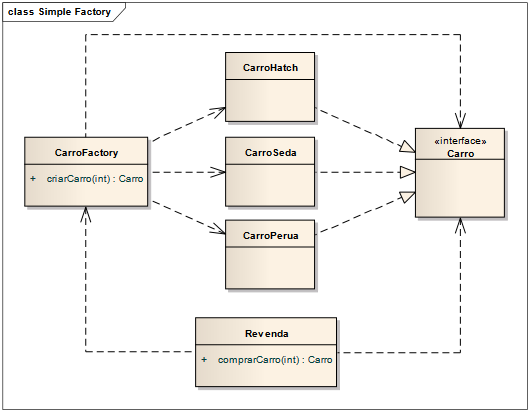 class Simple Factory
CarroHatch
CarroFactory
+ criarCarro(int) : Carro
CarroSeda
«interface»
Carro
CarroPerua
Revenda
+ comprarCarro(int) : Carro